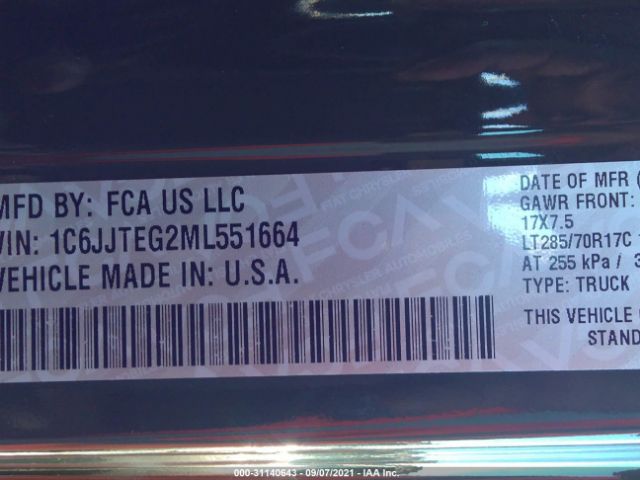 MFD BY: FCA US LLC
VIN: 1C6JJTEG2ML551664
VEHICLE MADE IN: U.S.A.
DATE OF MFR (
GAWR FRONT:
17X7.5
LT285/70R17C
AT 255 kPa / 3
TYPE: TRUCK
THIS VEHICLE
STAND
000-31140643 - 09/07/2021 - IAA Inc.